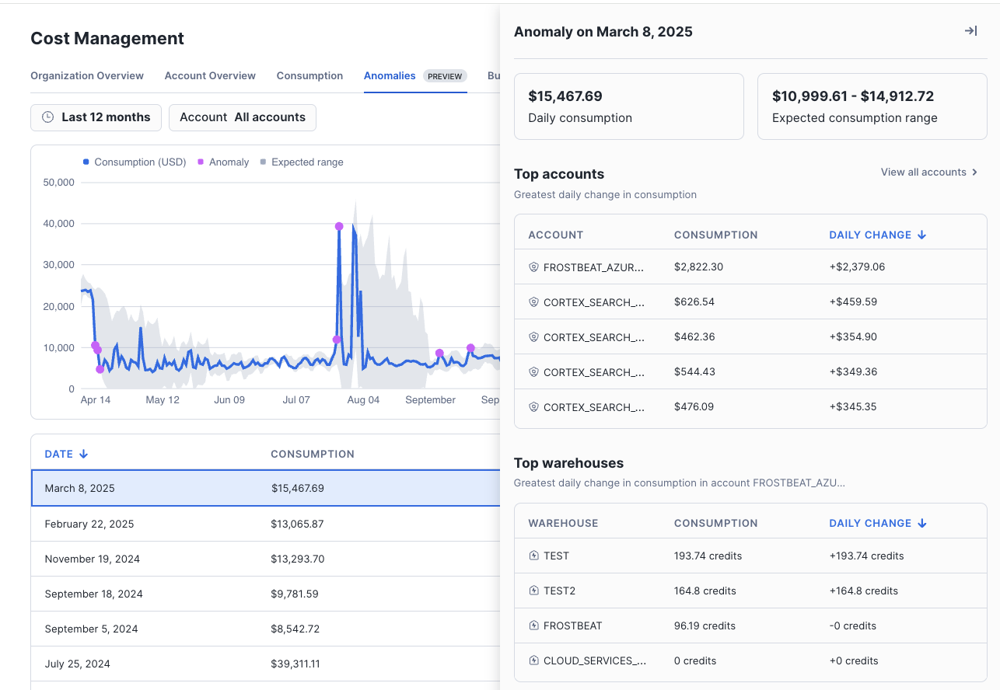 Cost Management
Organization Overview Account Overview Consumption Anomalies PREVIEW Bu
Last 12 months Account All accounts
Consumption (USD) Anomaly Expected range
50,000
40,000
30,000
20,000
10,000
0
Apr 14 May 12 Jun 09 Jul 07 Aug 04 September Sep
DATE CONSUMPTION
March 8, 2025 $15,467.69
February 22, 2025 $13,065.87
November 19, 2024 $13,293.70
September 18, 2024 $9,781.59
September 5, 2024 $8,542.72
July 25, 2024 $39,311.11
Anomaly on March 8, 2025
$15,467.69
Daily consumption
$10,999.61 - $14,912.72
Expected consumption range
Top accounts
View all accounts
Greatest daily change in consumption
ACCOUNT CONSUMPTION DAILY CHANGE
FROSTBEAT_AZUR... $2,822.30 +$2,379.06
CORTEX_SEARCH_... $626.54 +$459.59
CORTEX_SEARCH_... $462.36 +$354.90
CORTEX_SEARCH_... $544.43 +$349.36
CORTEX_SEARCH_... $476.09 +$345.35
Top warehouses
Greatest daily change in consumption in account FROSTBEAT_AZU...
WAREHOUSE CONSUMPTION DAILY CHANGE
TEST 193.74 credits +193.74 credits
TEST2 164.8 credits +164.8 credits
FROSTBEAT 96.19 credits -0 credits
CLOUD_SERVICES_... 0 credits +0 credits